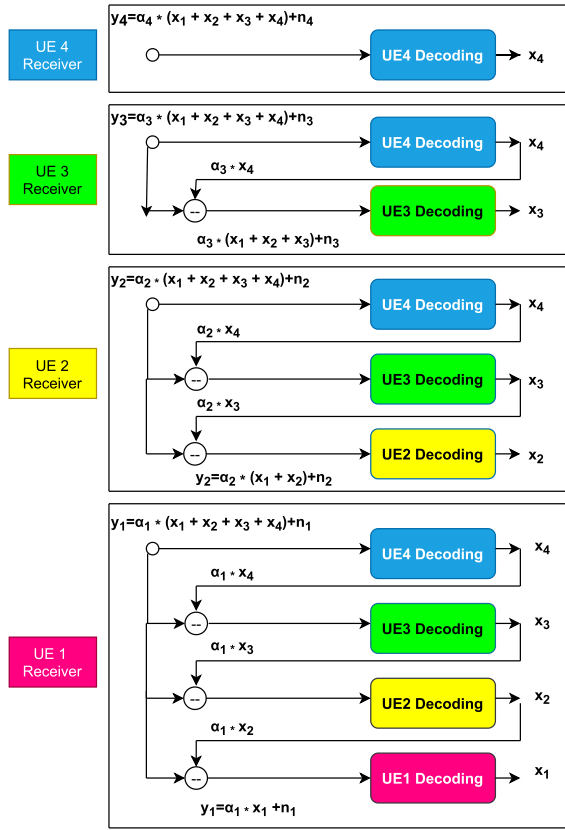 y₄=α₄ * (x₁ + x₂ + x₃ + x₄)+n₄
UE 4
Receiver
UE4 Decoding
x₄
y₃=α₃ * (x₁ + x₂ + x₃ + x₄)+n₃
UE4 Decoding
x₄
UE 3
Receiver
α₃ * x₄
--
UE3 Decoding
x₃
α₃ * (x₁ + x₂ + x₃)+n₃
y₂=α₂ * (x₁ + x₂ + x₃ + x₄)+n₂
UE4 Decoding
x₄
α₂ * x₄
UE 2
Receiver
--
UE3 Decoding
x₃
α₂ * x₃
--
UE2 Decoding
x₂
y₂=α₂ * (x₁ + x₂)+n₂
y₁=α₁ * (x₁ + x₂ + x₃ + x₄)+n₁
UE4 Decoding
x₄
α₁ * x₄
--
UE3 Decoding
x₃
UE 1
Receiver
α₁ * x₃
--
UE2 Decoding
x₂
α₁ * x₂
--
UE1 Decoding
x₁
y₁=α₁ * x₁ +n₁